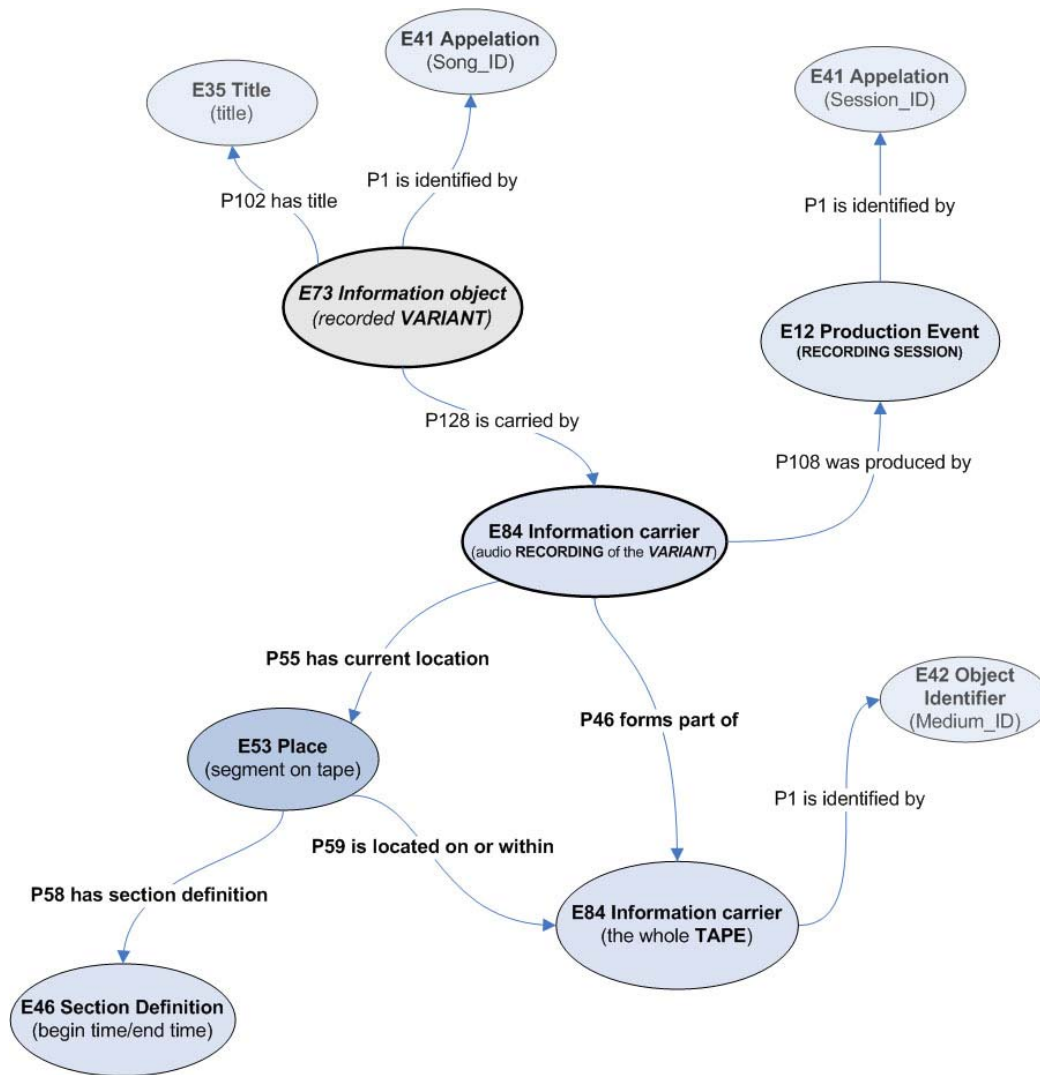 E41 Appelation
(Song_ID)
E35 Title
(title)
E41 Appelation
(Session_ID)
P102 has title
P1 is identified by
P1 is identified by
E73 Information object
(recorded VARIANT)
E12 Production Event
(RECORDING SESSION)
P128 is carried by
P108 was produced by
E84 Information carrier
(audio RECORDING of the VARIANT)
P55 has current location
E42 Object
Identifier
(Medium_ID)
P46 forms part of
E53 Place
(segment on tape)
P1 is identified by
P59 is located on or within
P58 has section definition
E84 Information carrier
(the whole TAPE)
E46 Section Definition
(begin time/end time)